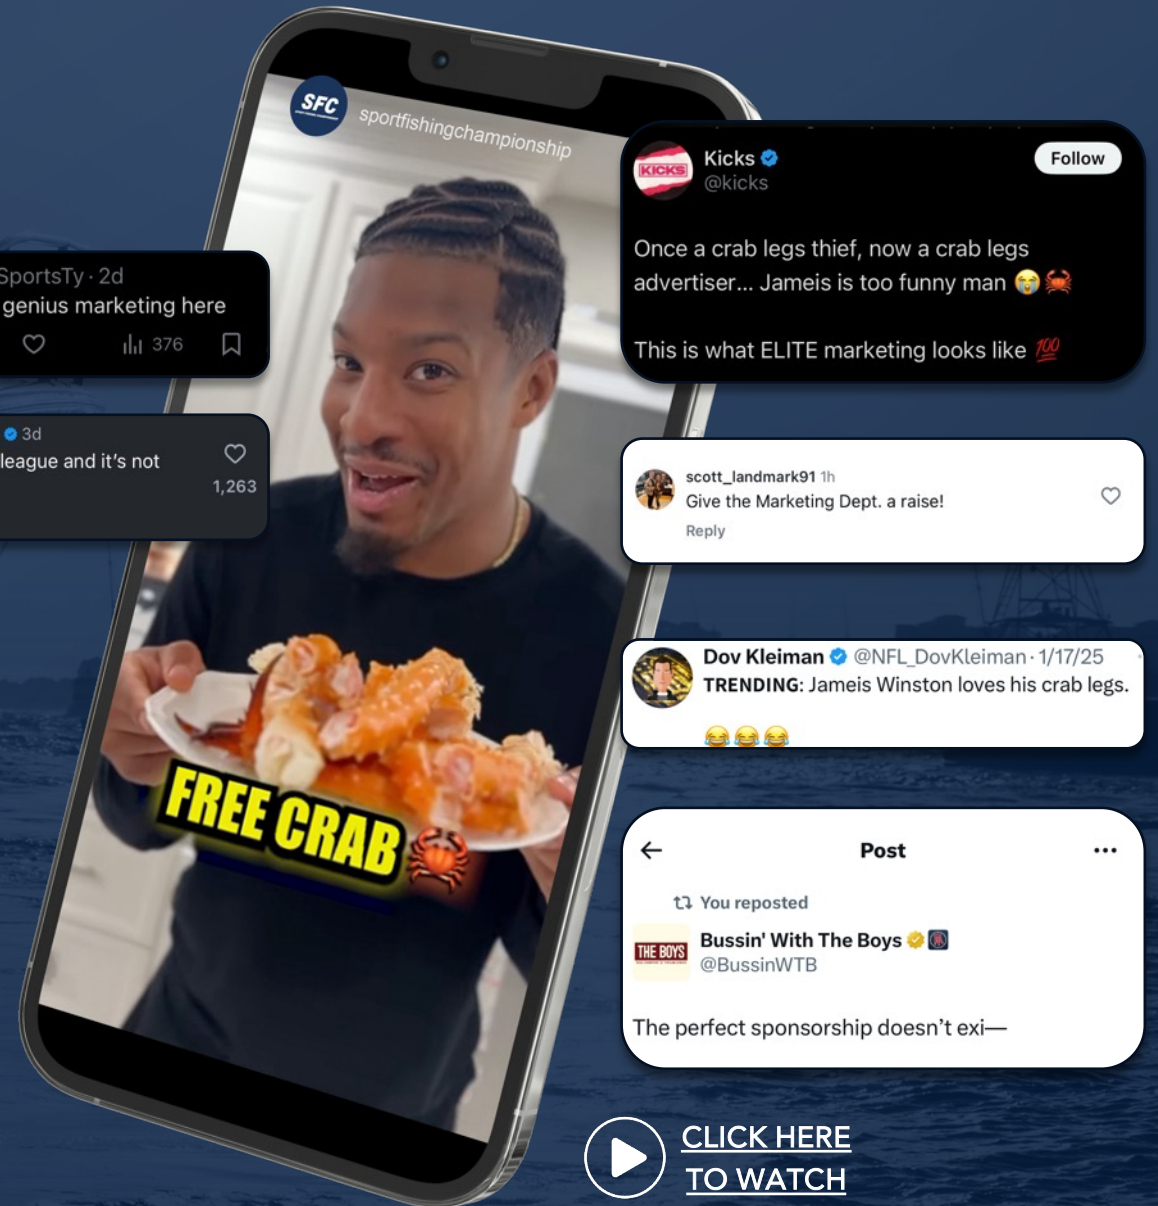 SFC
sportfishingchampionship
SportsTy · 2d
genius marketing here
376
3d
league and it's not
1,263
FREE CRAB 🦀
KICKS
Kicks
@kicks
Follow
Once a crab legs thief, now a crab legs
advertiser... Jameis is too funny man 😭🦀
This is what ELITE marketing looks like 💯
scott_landmark91 1h
Give the Marketing Dept. a raise!
Reply
Dov Kleiman @NFL_DovKleiman · 1/17/25
TRENDING: Jameis Winston loves his crab legs.
😂😂😂
Post
You reposted
THE BOYS
Bussin' With The Boys
@BussinWTB
The perfect sponsorship doesn't exi—
CLICK HERE
TO WATCH